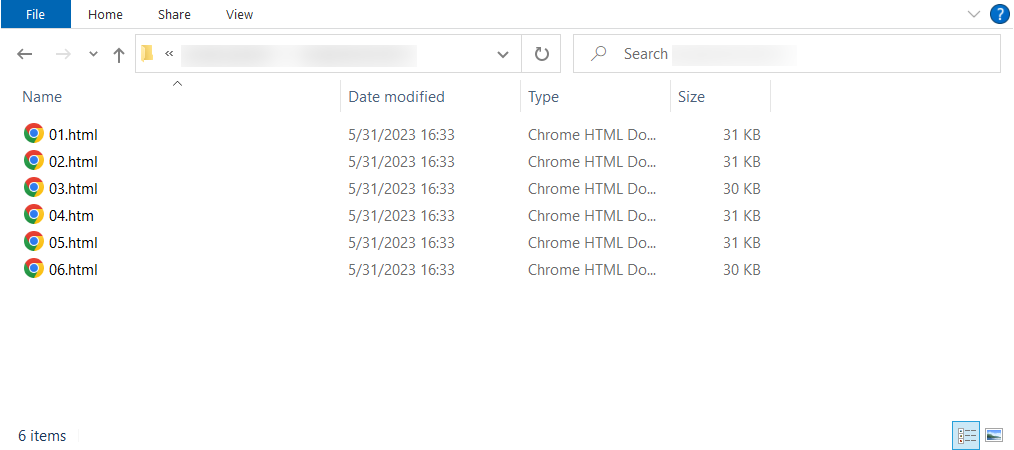 File Home Share View
Search
Name Date modified Type Size
01.html 5/31/2023 16:33 Chrome HTML Do... 31 KB
02.html 5/31/2023 16:33 Chrome HTML Do... 31 KB
03.html 5/31/2023 16:33 Chrome HTML Do... 30 KB
04.htm 5/31/2023 16:33 Chrome HTML Do... 31 KB
05.html 5/31/2023 16:33 Chrome HTML Do... 31 KB
06.html 5/31/2023 16:33 Chrome HTML Do... 30 KB
6 items